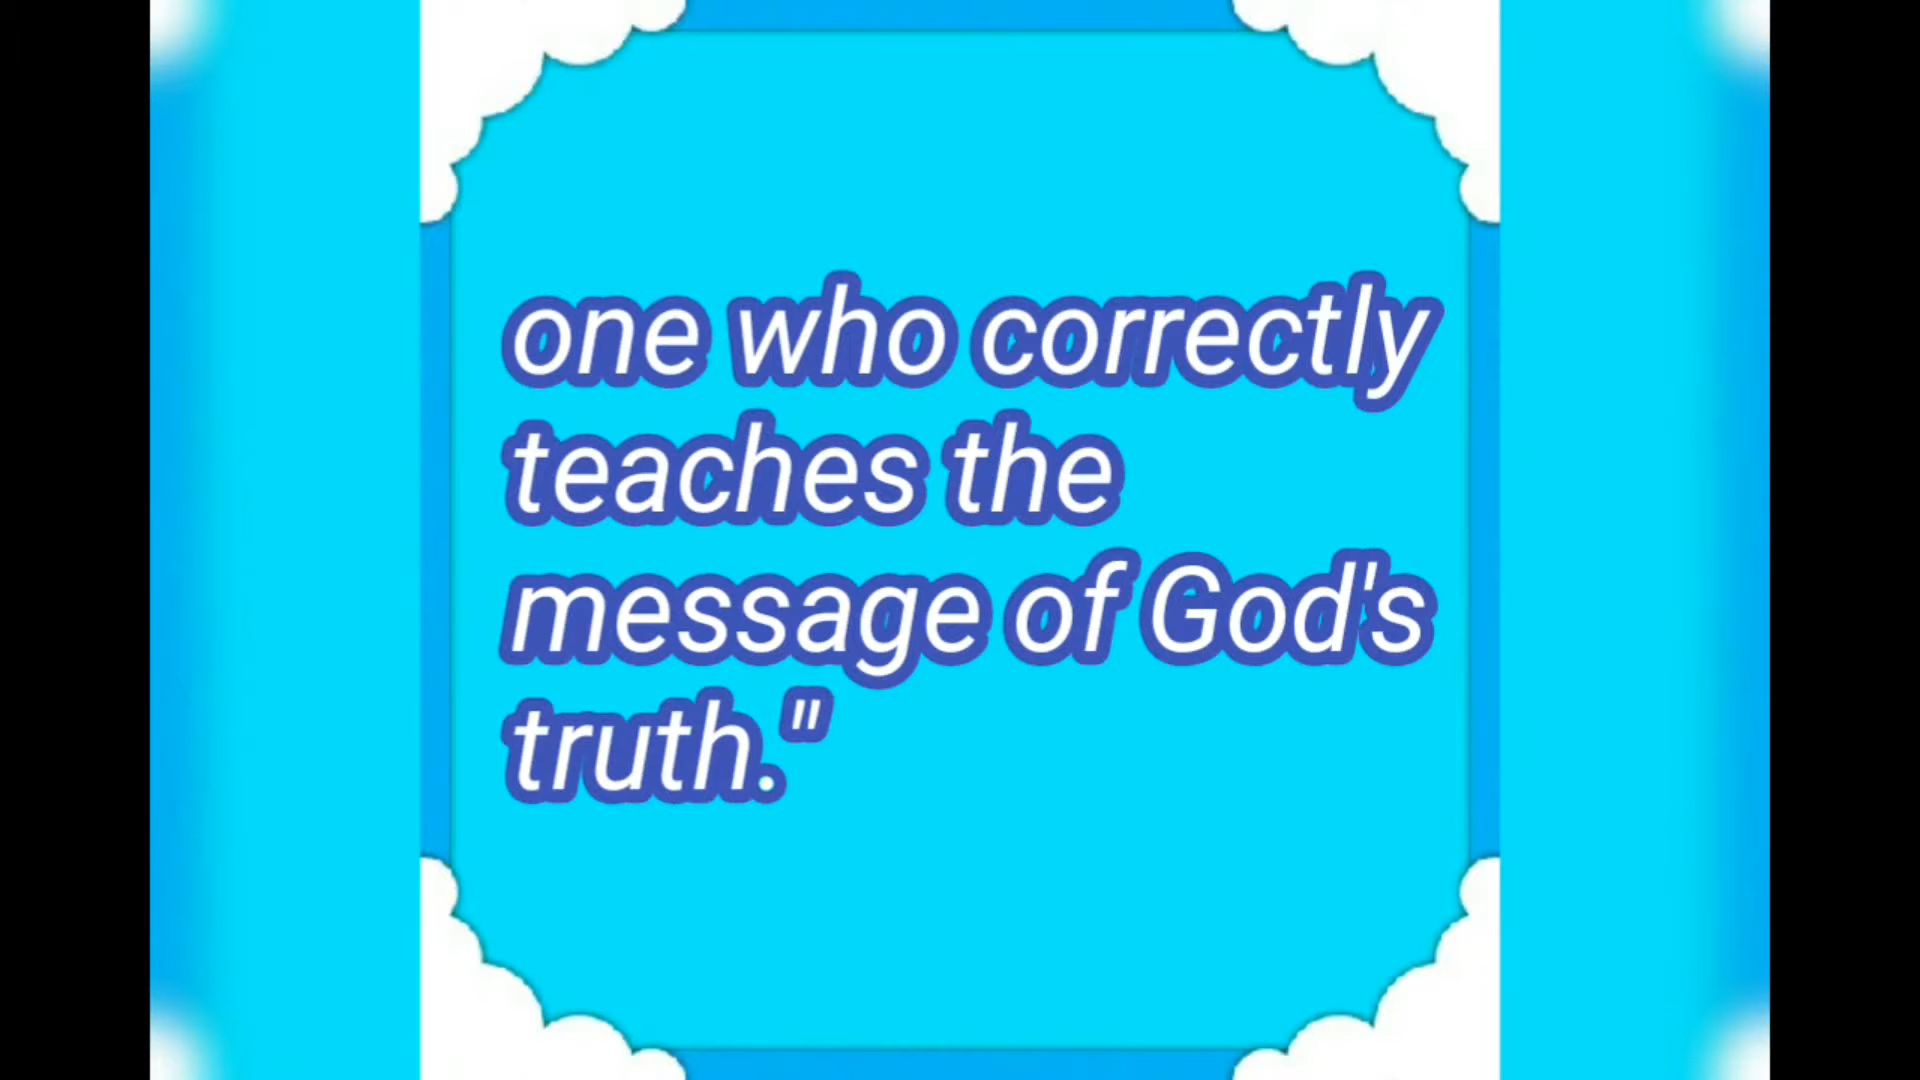 one who correctly
teaches the
message of God's
truth."